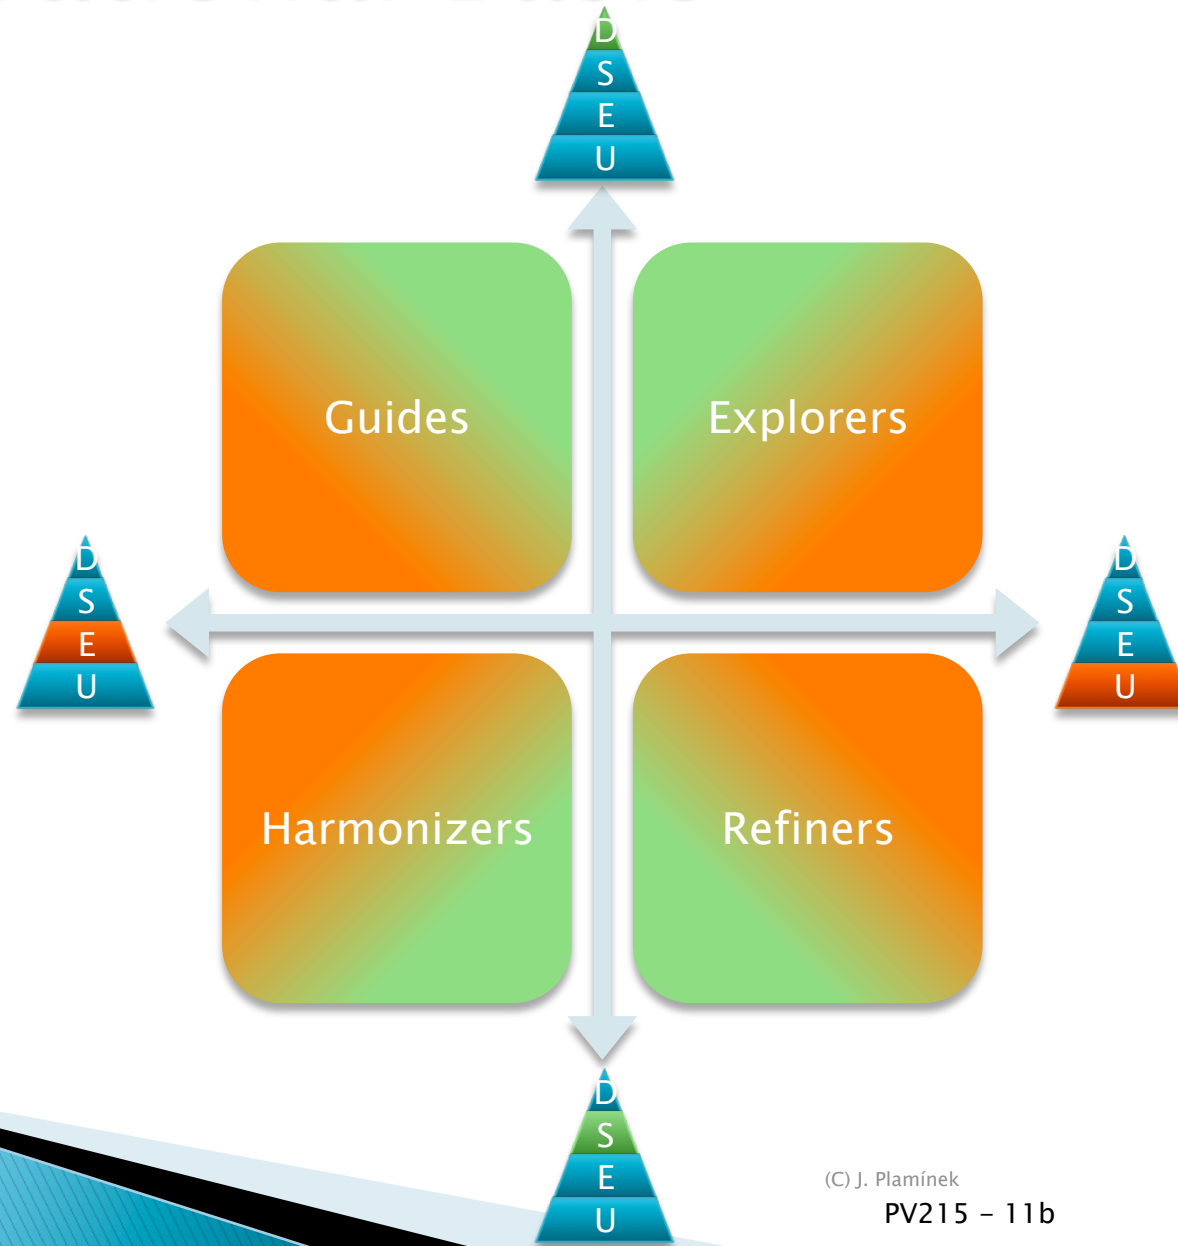 D
S
E
U
Guides
Explorers
D
S
E
U
D
S
E
U
Harmonizers
Refiners
D
S
E
U
(C) J. Plamínek
PV215 – 11b